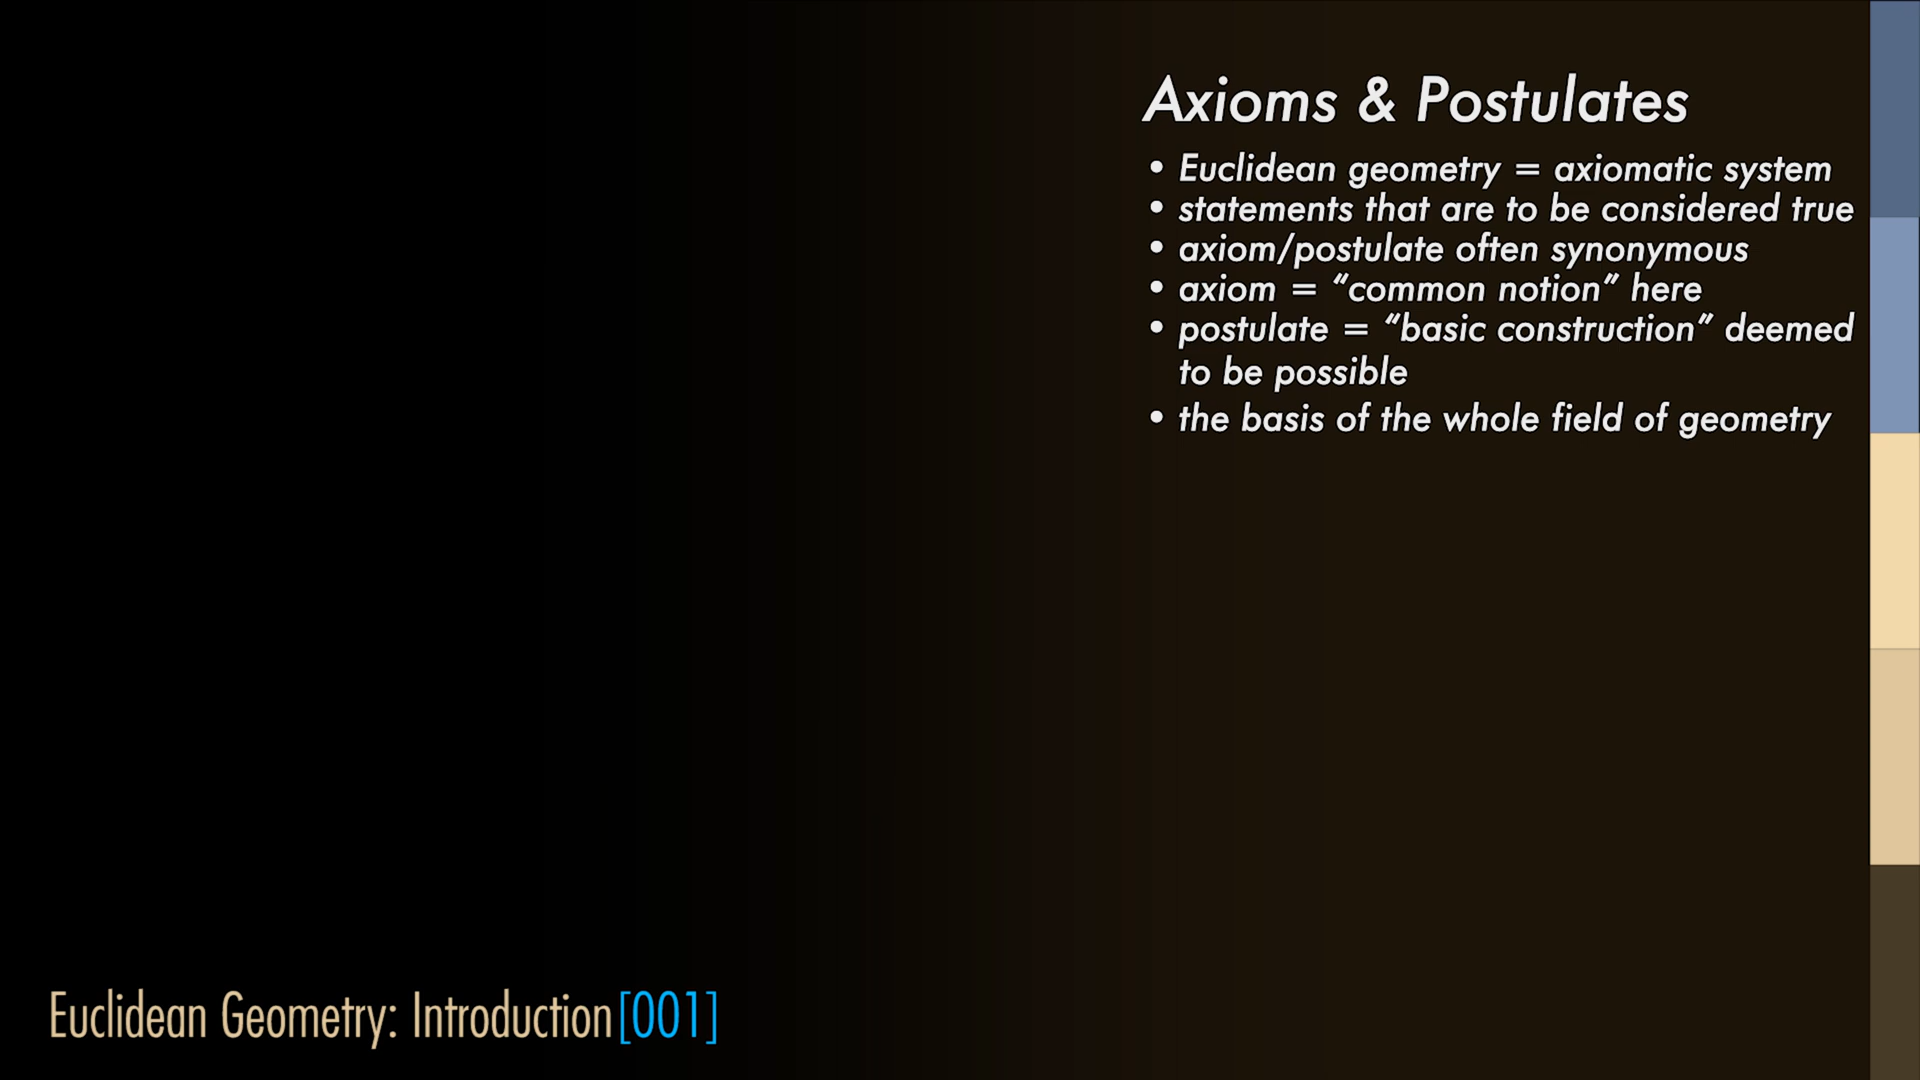 Axioms & Postulates
• Euclidean geometry = axiomatic system
• statements that are to be considered true
• axiom/postulate often synonymous
• axiom = “common notion” here
• postulate = “basic construction” deemed
to be possible
• the basis of the whole field of geometry
Euclidean Geometry: Introduction[001]